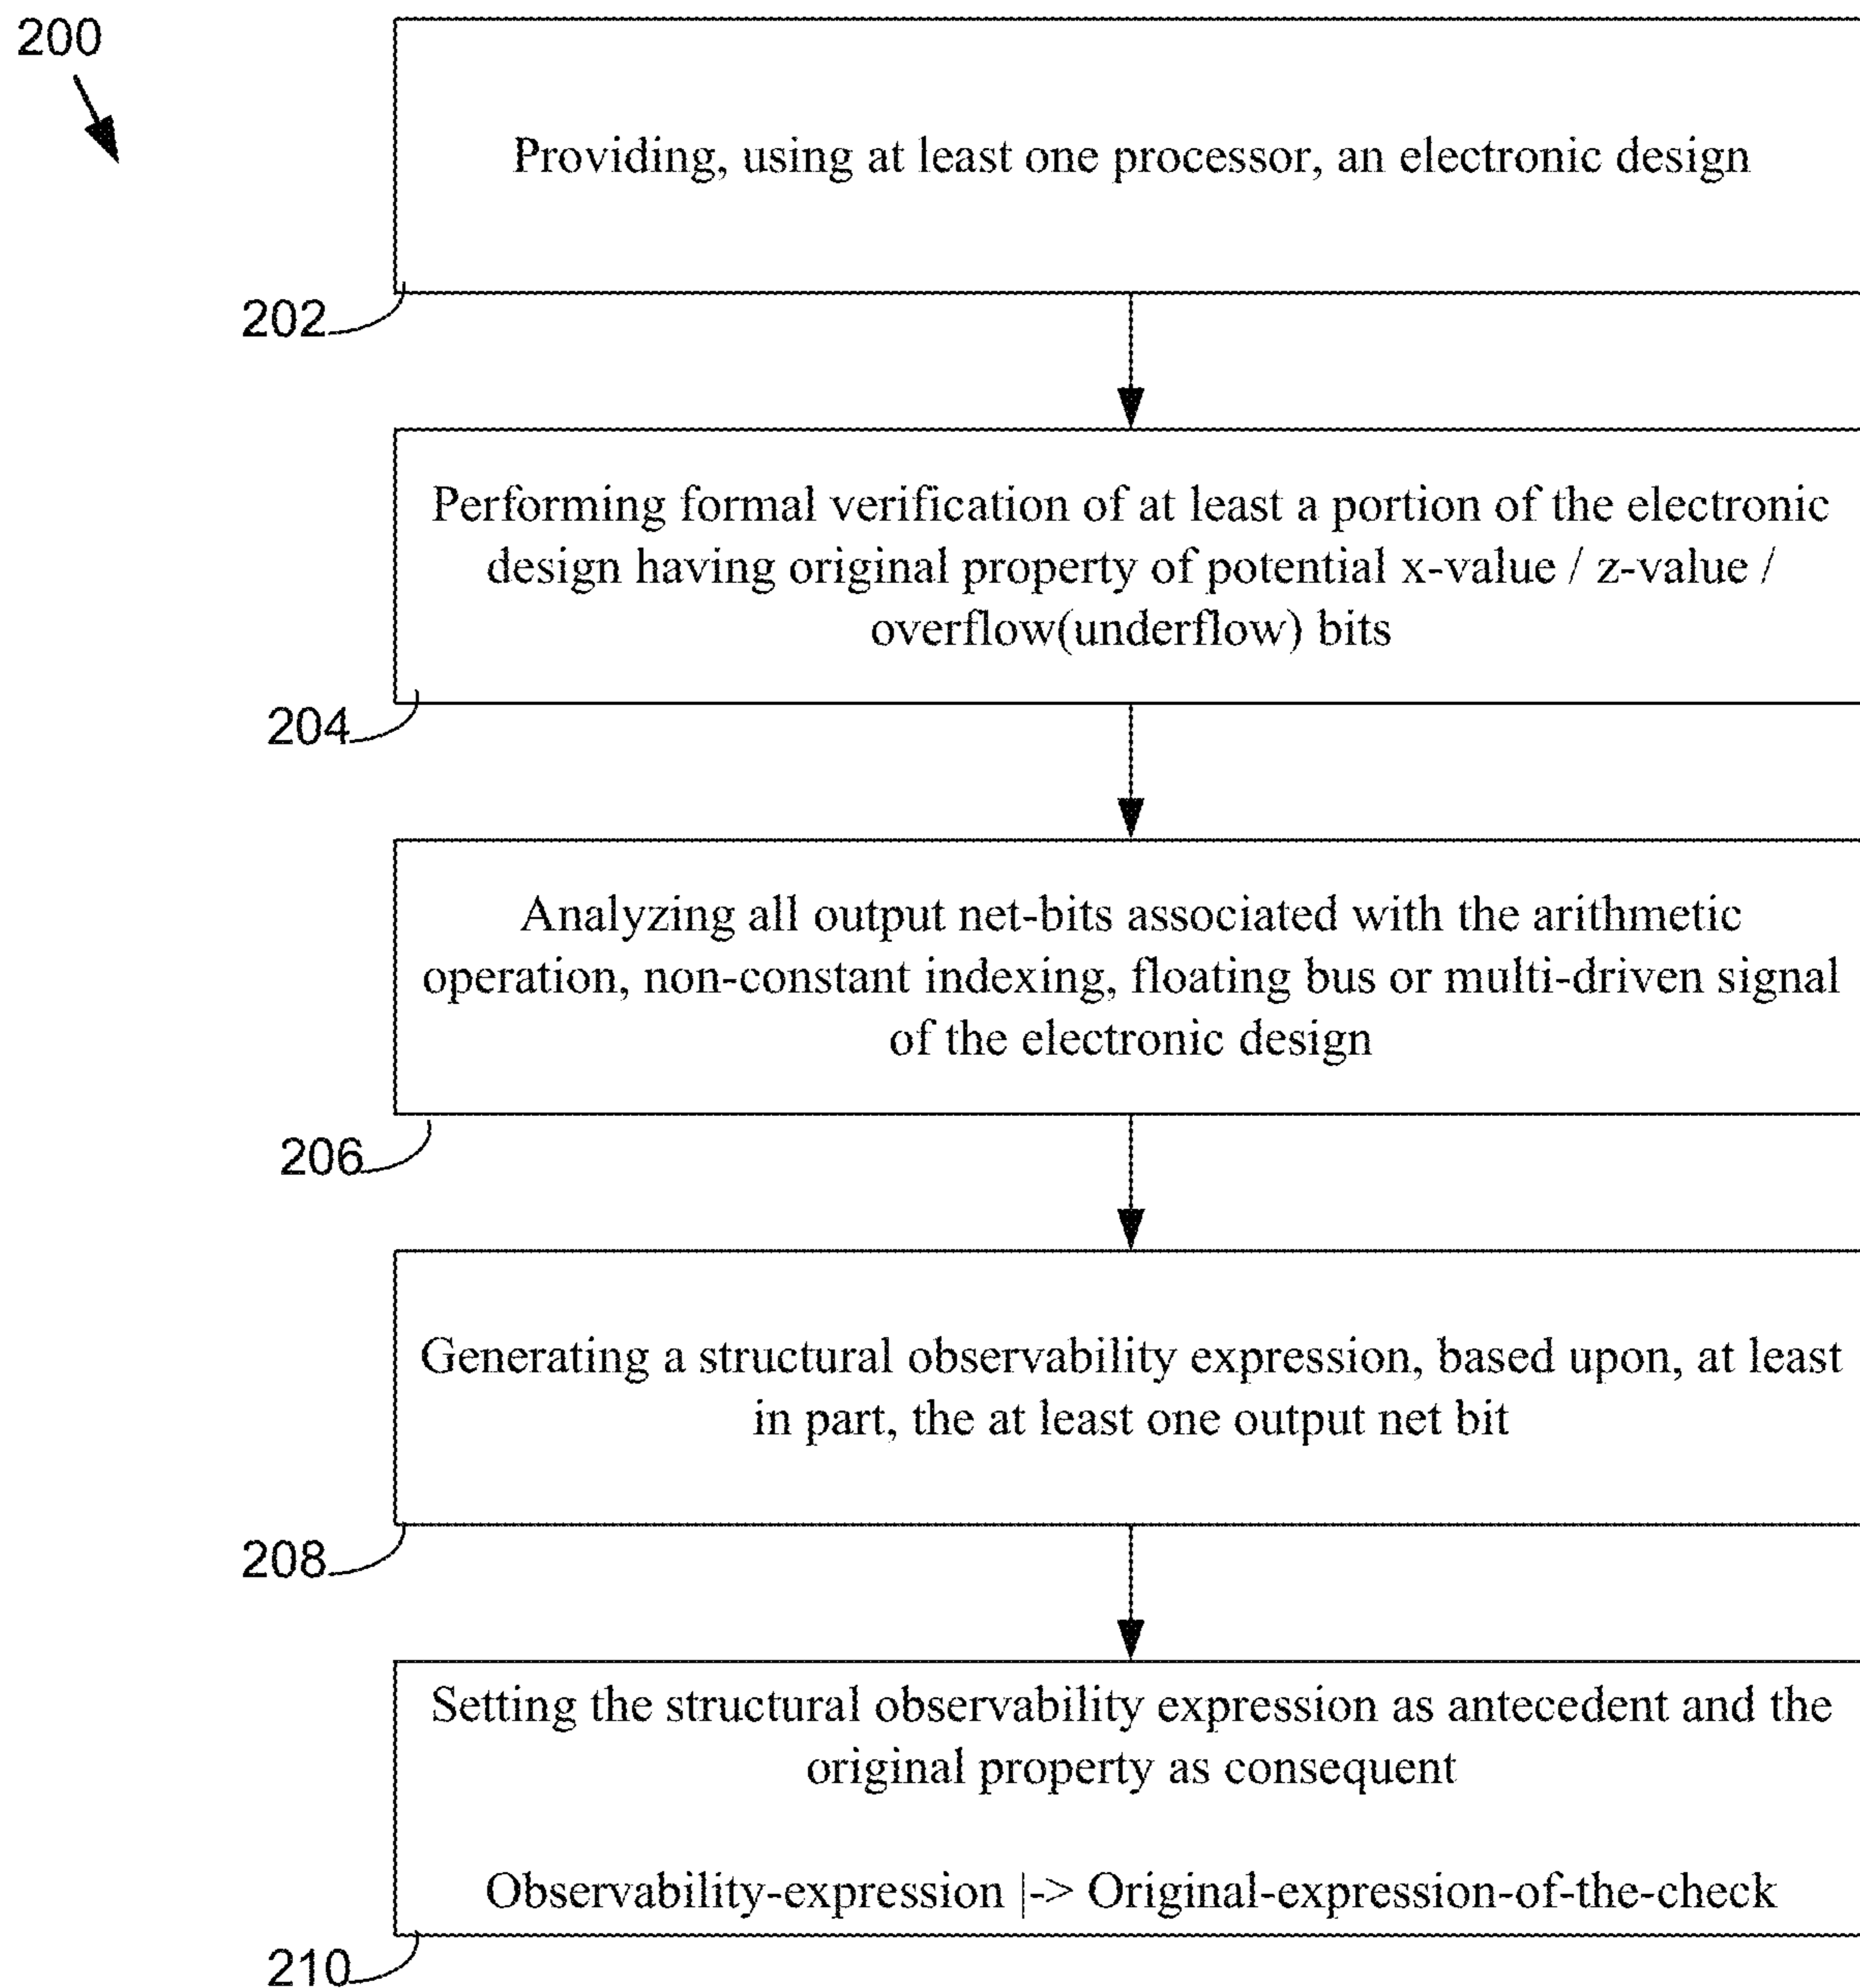 200
Providing, using at least one processor, an electronic design
202
Performing formal verification of at least a portion of the electronic
design having original property of potential x-value / z-value /
overflow(underflow) bits
204
Analyzing all output net-bits associated with the arithmetic
operation, non-constant indexing, floating bus or multi-driven signal
of the electronic design
206
Generating a structural observability expression, based upon, at least
in part, the at least one output net bit
208
Setting the structural observability expression as antecedent and the
original property as consequent
Observability-expression |-> Original-expression-of-the-check
210